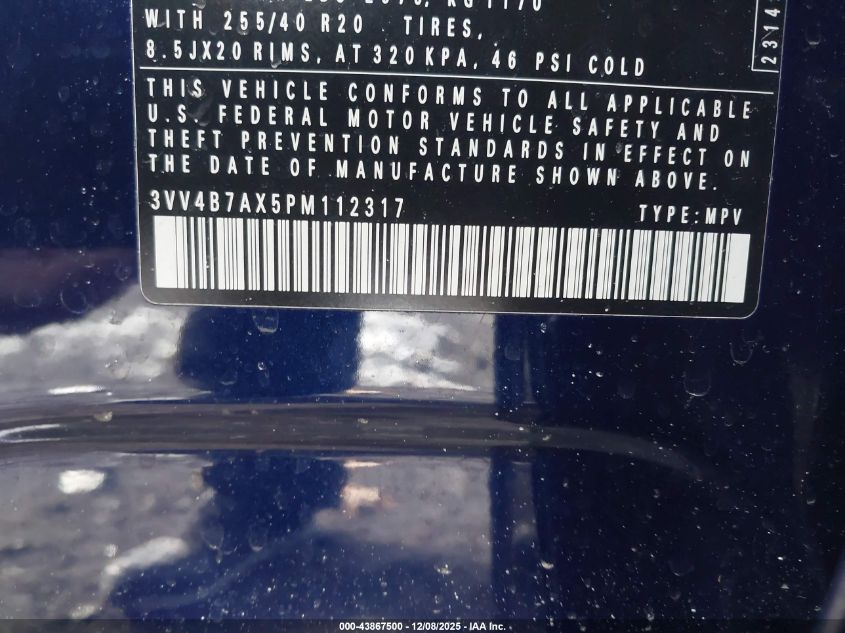 WITH 255/40 R20 TIRES,
8.5JX20 RIMS, AT 320 KPA, 46 PSI COLD
THIS VEHICLE CONFORMS TO ALL APPLICABLE
U.S. FEDERAL MOTOR VEHICLE SAFETY AND
THEFT PREVENTION STANDARDS IN EFFECT ON
THE DATE OF MANUFACTURE SHOWN ABOVE.
3VV4B7AX5PM112317 TYPE:MPV
000-43867500 - 12/08/2025 - IAA Inc.